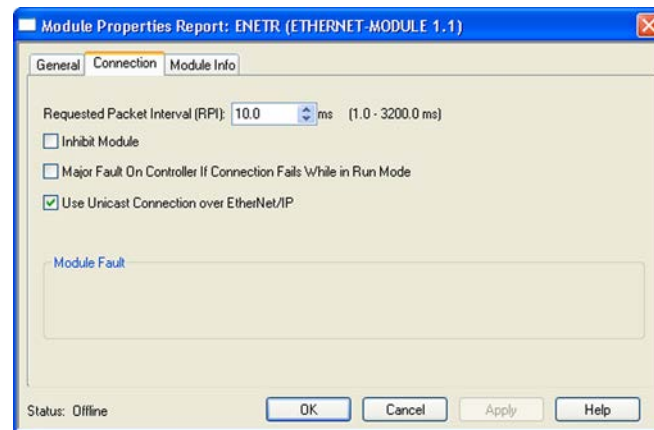 Module Properties Report: ENETR (ETHERNET-MODULE 1.1)
General Connection Module Info
Requested Packet Interval (RPI): 10.0 ms (1.0 - 3200.0 ms)
Inhibit Module
Major Fault On Controller If Connection Fails While in Run Mode
Use Unicast Connection over EtherNet/IP
Module Fault
Status: Offline OK Cancel Apply Help